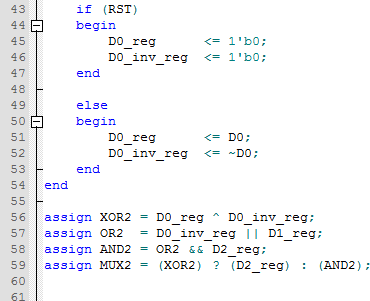 43 if (RST)
44 begin
45 D0_reg <= 1'b0;
46 D0_inv_reg <= 1'b0;
47 end
48
49 else
50 begin
51 D0_reg <= D0;
52 D0_inv_reg <= ~D0;
53 end
54 end
55
56 assign XOR2 = D0_reg ^ D0_inv_reg;
57 assign OR2 = D0_inv_reg || D1_reg;
58 assign AND2 = OR2 && D2_reg;
59 assign MUX2 = (XOR2) ? (D2_reg) : (AND2);
60
61